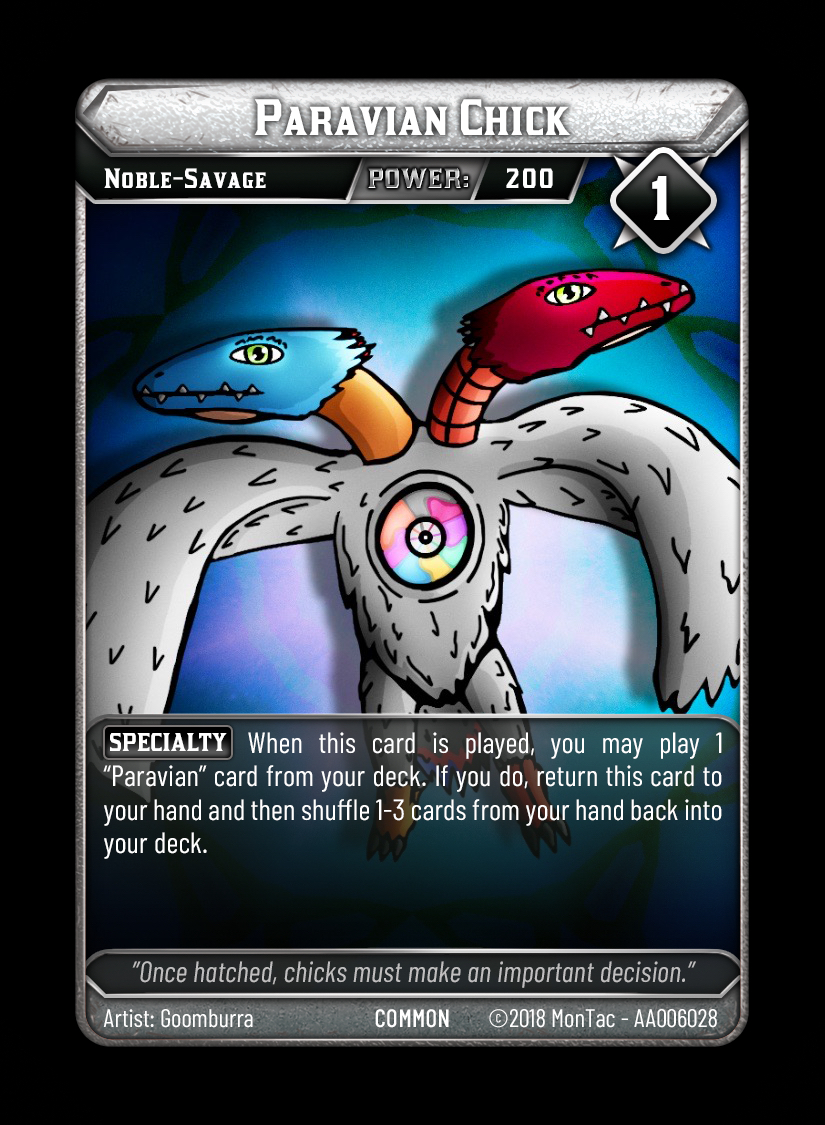 Paravian Chick
Noble-Savage POWER: 200
1
SPECIALTY When this card is played, you may play 1
"Paravian" card from your deck. If you do, return this card to
your hand and then shuffle 1-3 cards from your hand back into
your deck.
"Once hatched, chicks must make an important decision."
Artist: Goomburra COMMON ©2018 MonTac - AA006028